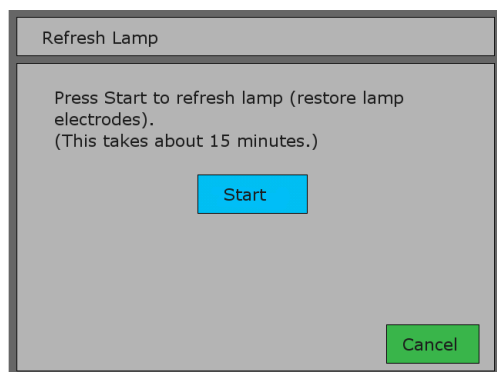 Refresh Lamp
Press Start to refresh lamp (restore lamp
electrodes).
(This takes about 15 minutes.)
Start
Cancel